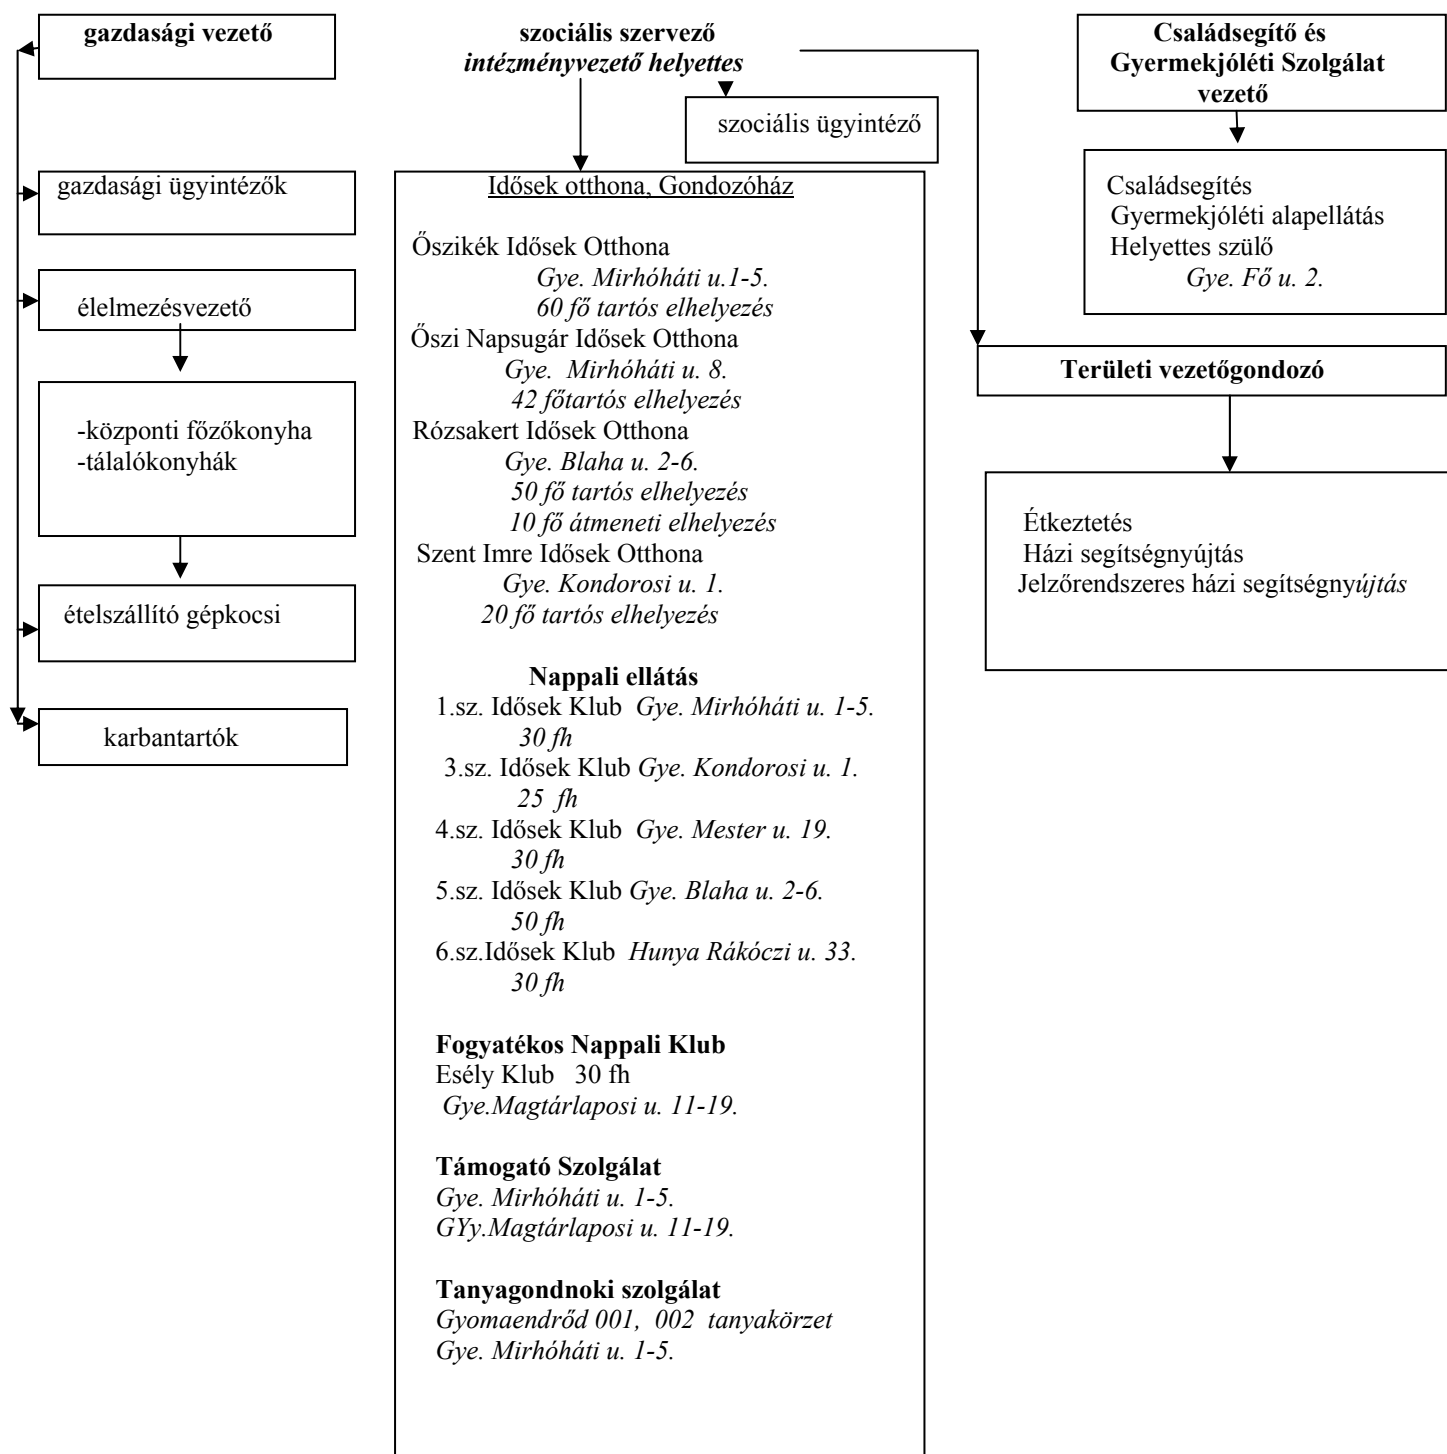 gazdasági vezető
gazdasági ügyintézők
élelmezésvezető
-központi főzőkonyha
-tálalókonyhák
ételszállító gépkocsi
karbantartók
szociális szervező
intézményvezető helyettes
szociális ügyintéző
Idősek otthona, Gondozóház
Őszikék Idősek Otthona
Gye. Mirhóháti u.1-5.
60 fő tartós elhelyezés
Őszi Napsugár Idősek Otthona
Gye.  Mirhóháti u. 8.
42 főtartós elhelyezés
Rózsakert Idősek Otthona
Gye. Blaha u. 2-6.
50 fő tartós elhelyezés
10 fő átmeneti elhelyezés
Szent Imre Idősek Otthona
Gye. Kondorosi u. 1.
20 fő tartós elhelyezés
Nappali ellátás
1.sz. Idősek Klub  Gye. Mirhóháti u. 1-5.
30 fh
3.sz. Idősek Klub Gye. Kondorosi u. 1.
25  fh
4.sz. Idősek Klub  Gye. Mester u. 19.
30 fh
5.sz. Idősek Klub Gye. Blaha u. 2-6.
50 fh
6.sz.Idősek Klub  Hunya Rákóczi u. 33.
30 fh
Fogyatékos Nappali Klub
Esély Klub   30 fh
Gye.Magtárlaposi u. 11-19.
Támogató Szolgálat
Gye. Mirhóháti u. 1-5.
GYy.Magtárlaposi u. 11-19.
Tanyagondnoki szolgálat
Gyomaendrőd 001,  002  tanyakörzet
Gye. Mirhóháti u. 1-5.
Családsegítő és
Gyermekjóléti Szolgálat
vezető
Családsegítés
Gyermekjóléti alapellátás
Helyettes szülő
Gye. Fő u. 2.
Területi vezetőgondozó
Étkeztetés
Házi segítségnyújtás
Jelzőrendszeres házi segítségnyújtás